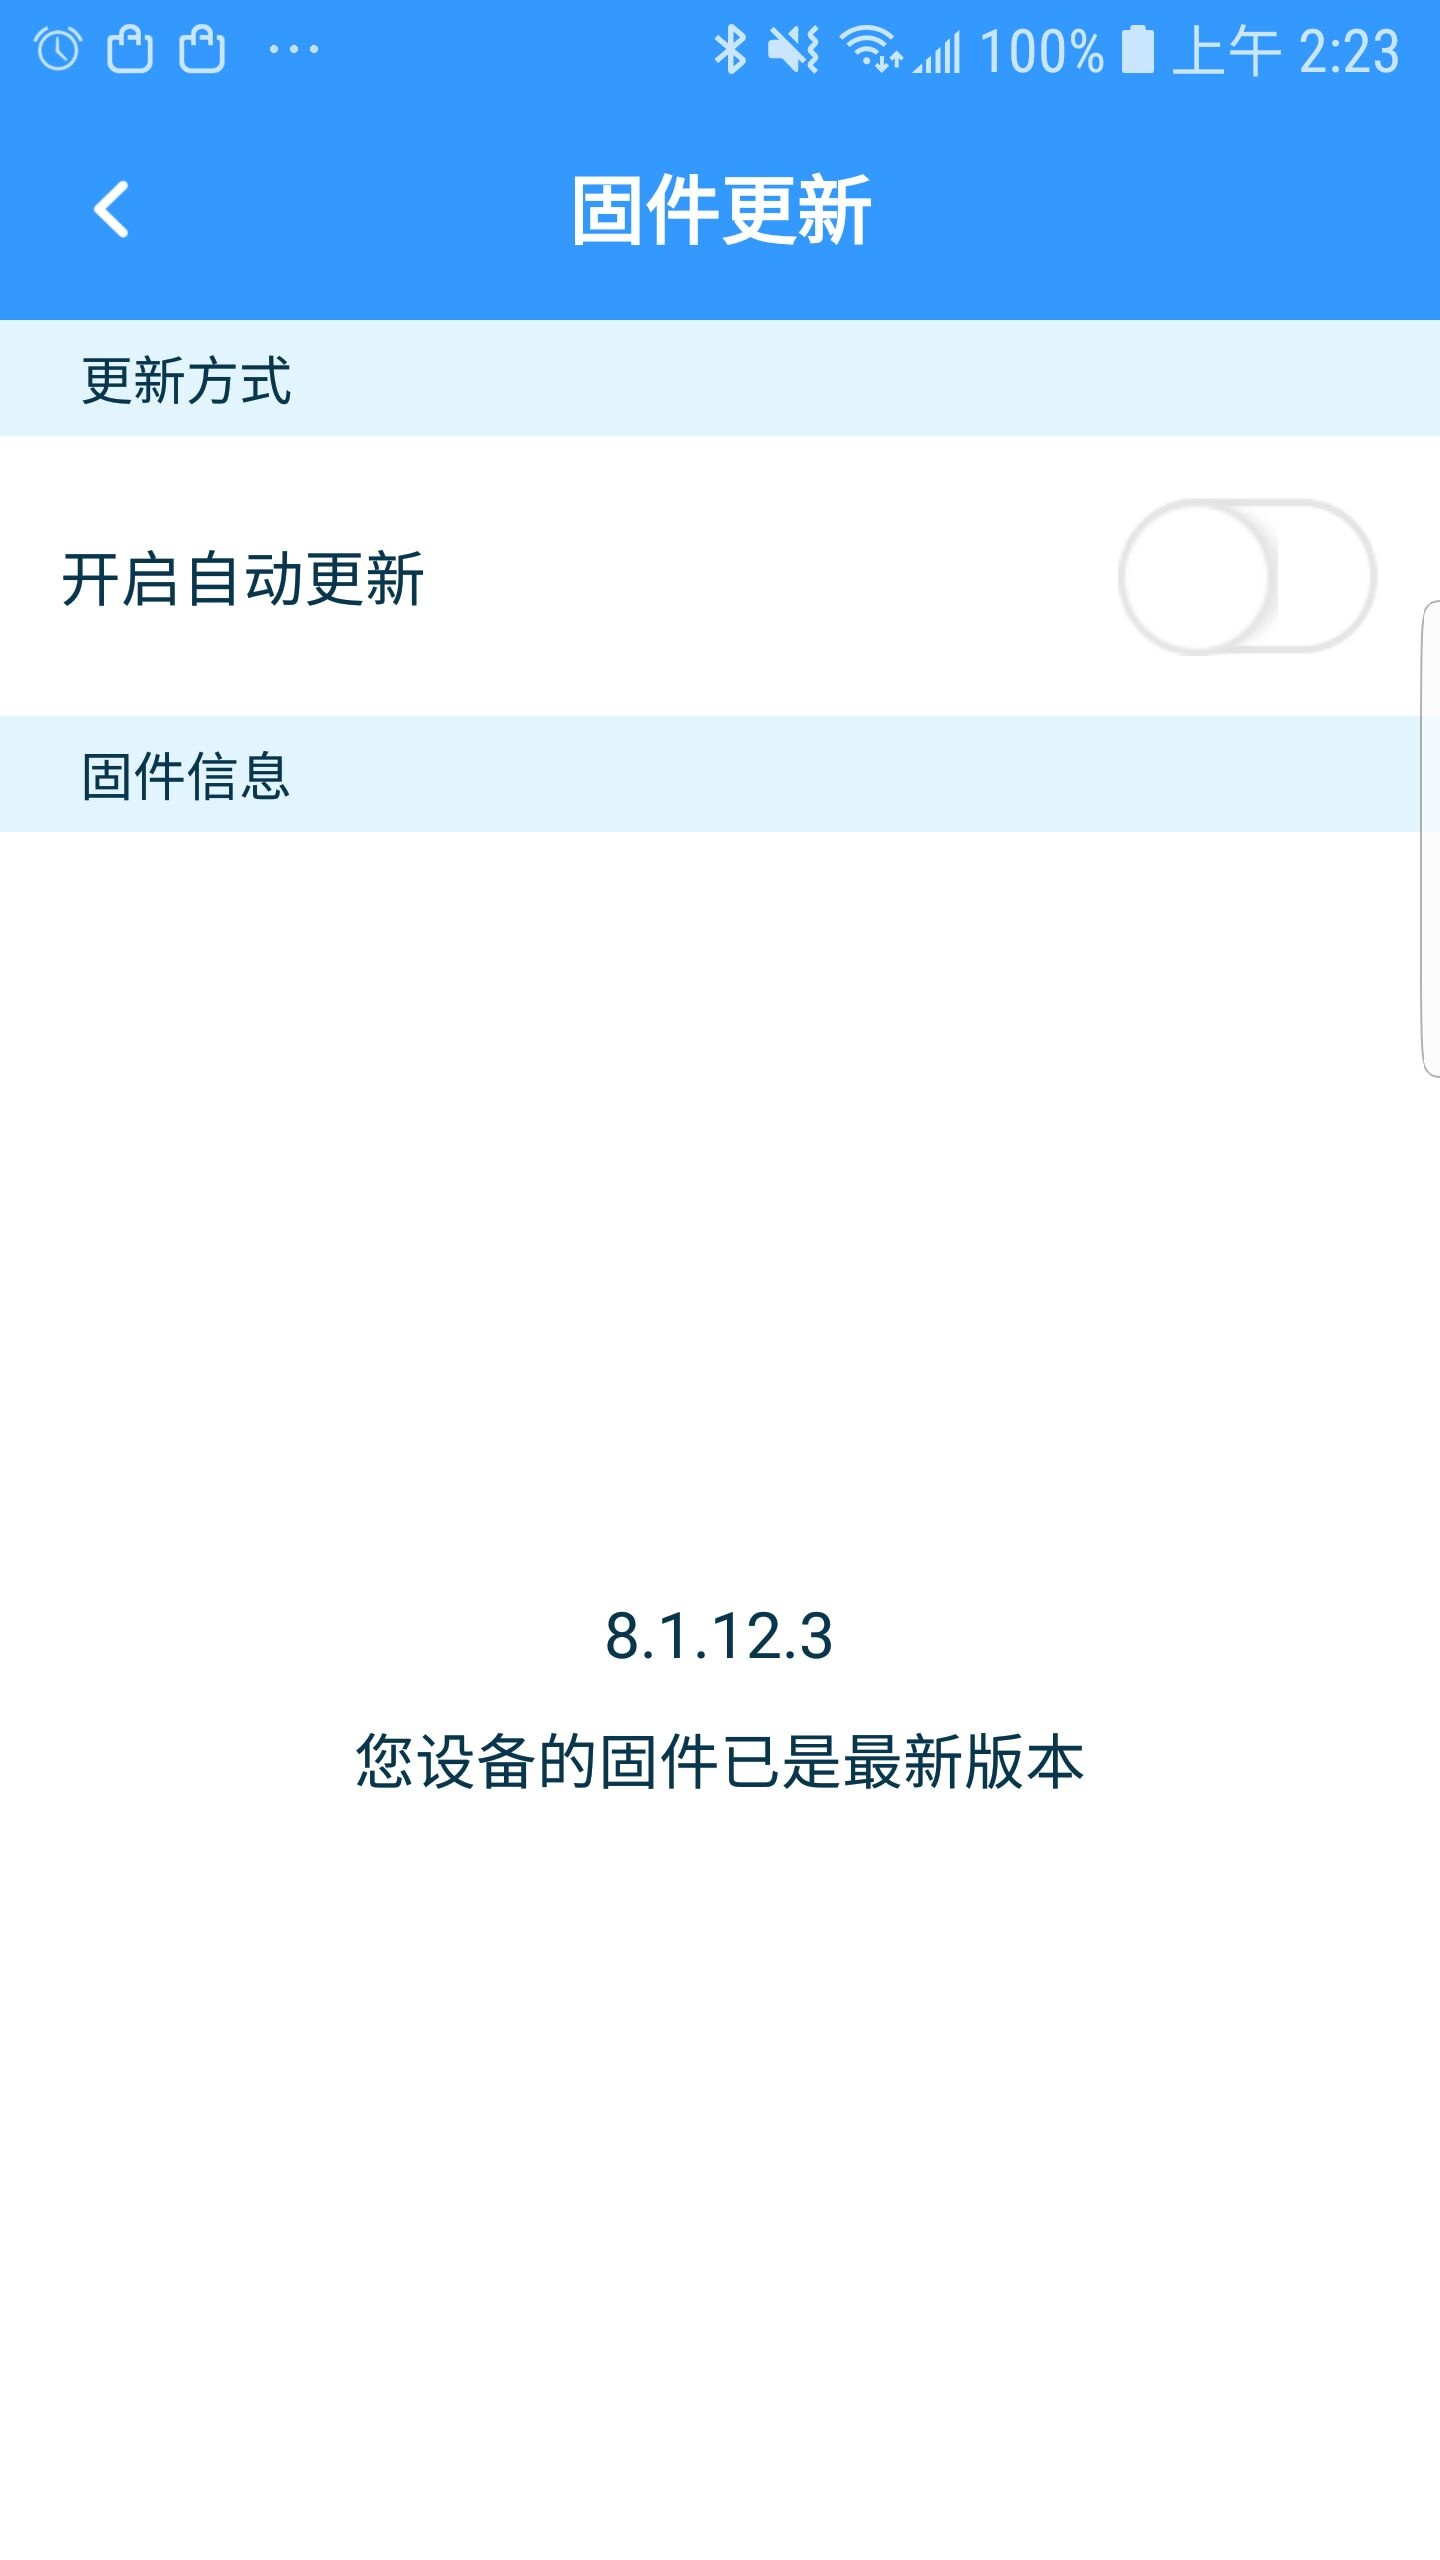 100% 上午 2:23
固件更新
更新方式
开启自动更新
固件信息
8.1.12.3
您设备的固件已是最新版本